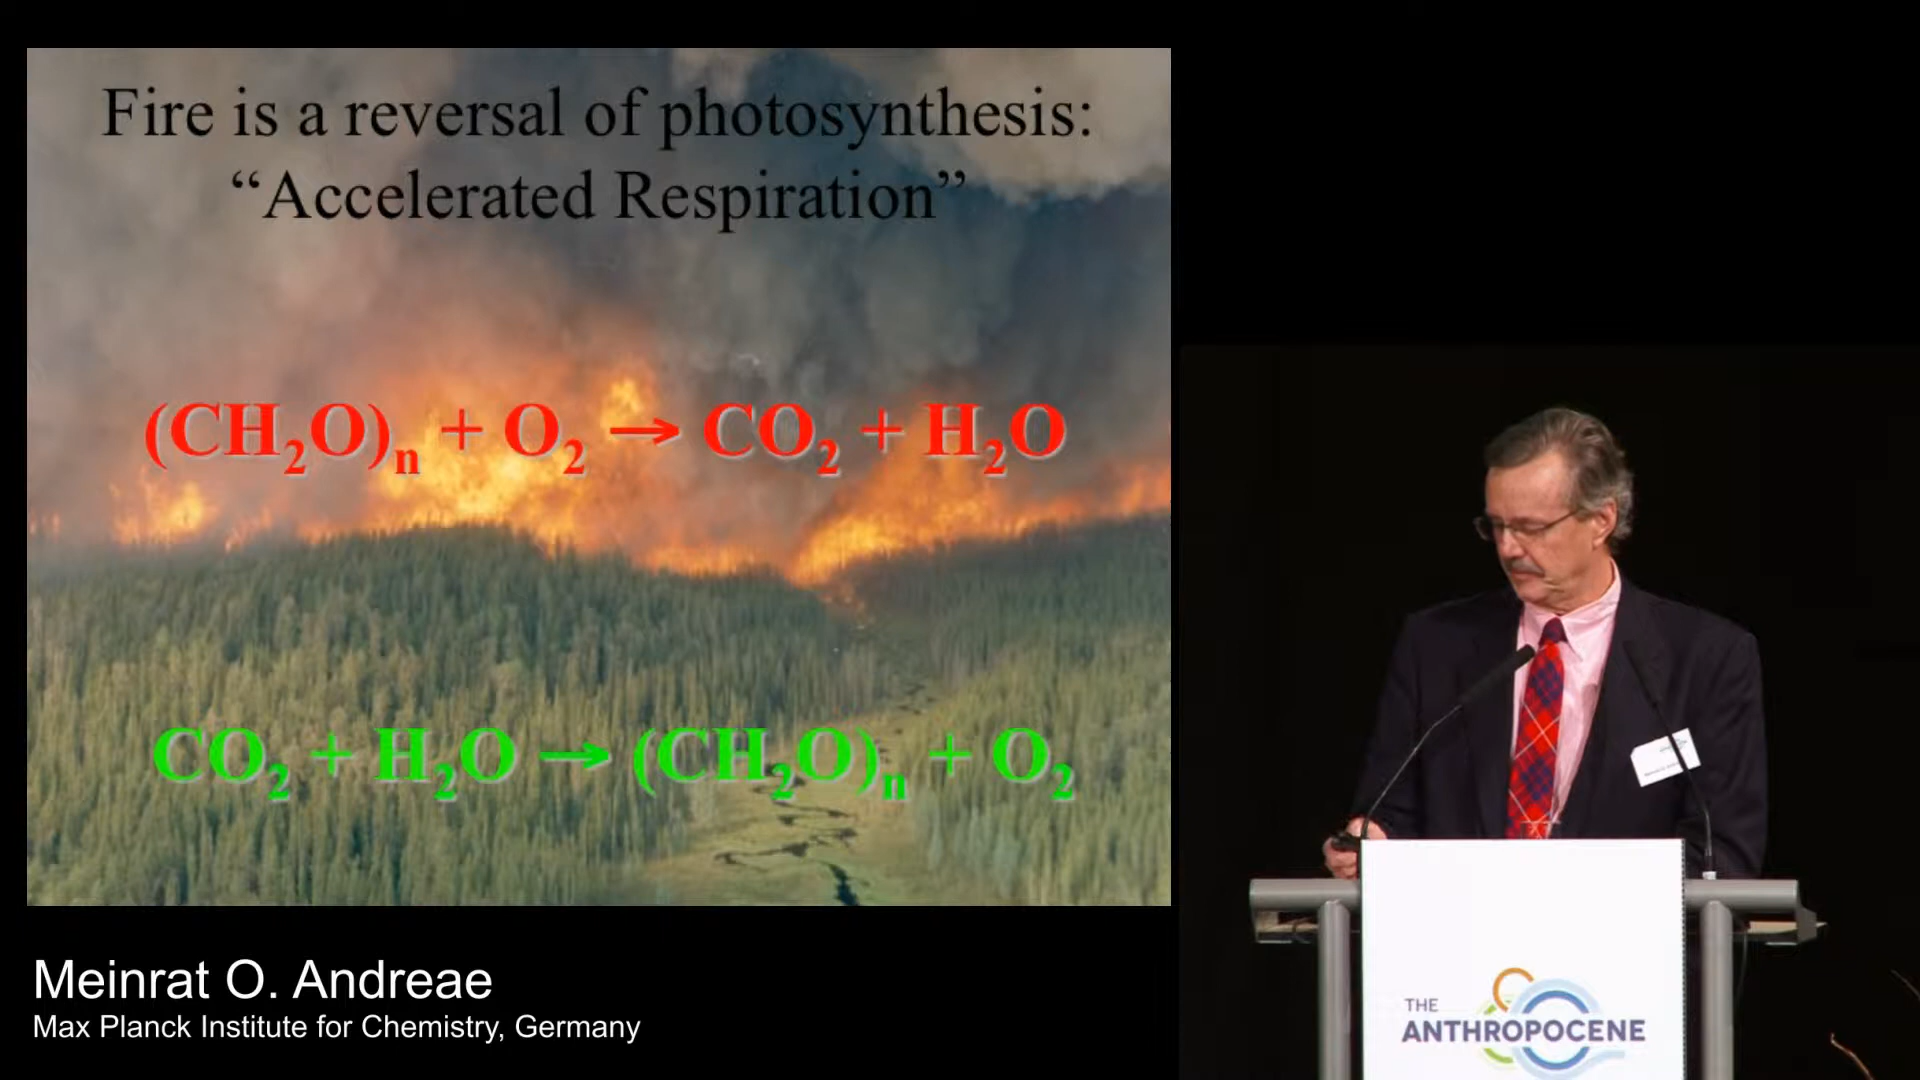 Fire is a reversal of photosynthesis:
“Accelerated Respiration”
(CH₂O)ₙ + O₂ → CO₂ + H₂O
CO₂ + H₂O → (CH₂O)ₙ + O₂
Meinrat O. Andreae
Max Planck Institute for Chemistry, Germany
THE
ANTHROPOCENE